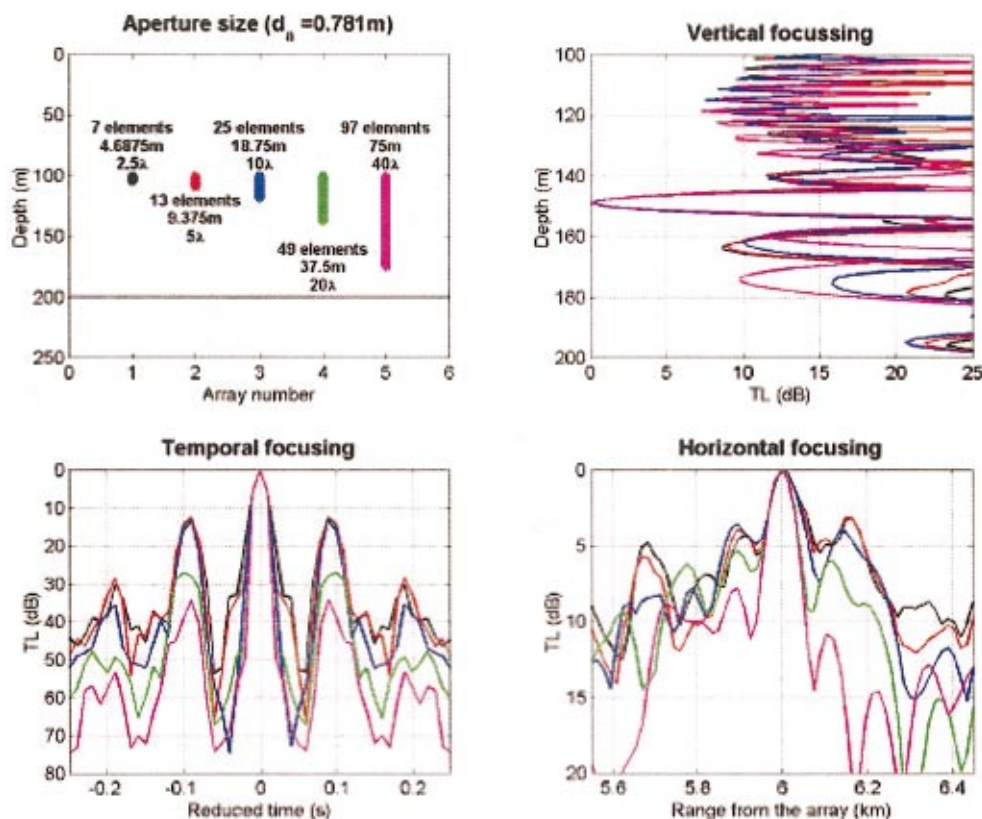 Aperture size (dn =0.781m)
0
50
100
150
200
250
Depth (m)
7 elements
4.6875m
2.5λ
13 elements
9.375m
5λ
25 elements
18.75m
10λ
49 elements
37.5m
20λ
97 elements
75m
40λ
0 1 2 3 4 5 6
Array number
Vertical focussing
100
120
140
160
180
200
Depth (m)
0 5 10 15 20 25
TL (dB)
Temporal focusing
0
10
20
30
40
50
60
70
80
TL (dB)
-0.2 -0.1 0 0.1 0.2
Reduced time (s)
Horizontal focusing
0
5
10
15
20
TL (dB)
5.6 5.8 6 6.2 6.4
Range from the array (km)